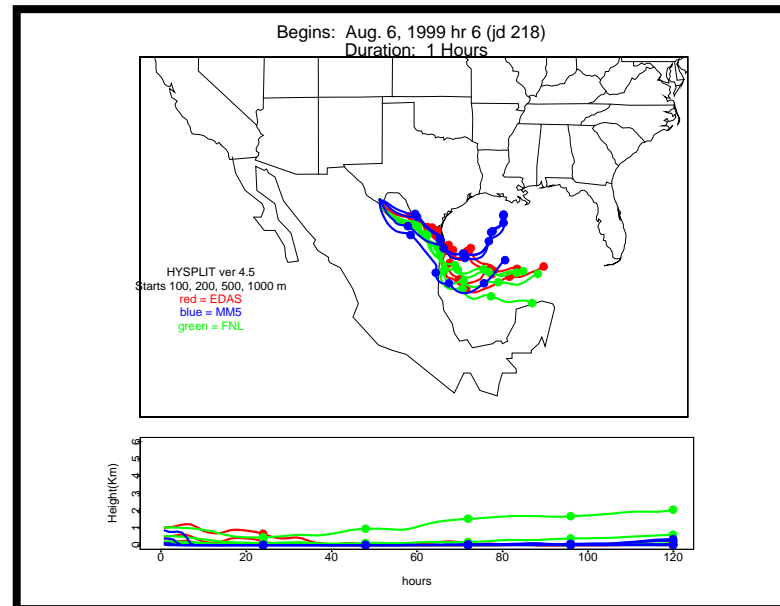 Begins: Aug. 6, 1999 hr 6 (jd 218)
Duration: 1 Hours
HYSPLIT ver 4.5
Starts 100, 200, 500, 1000 m
red = EDAS
blue = MM5
green = FNL
Height(Km)
6
5
4
3
2
1
0
0 20 40 60 80 100 120
hours